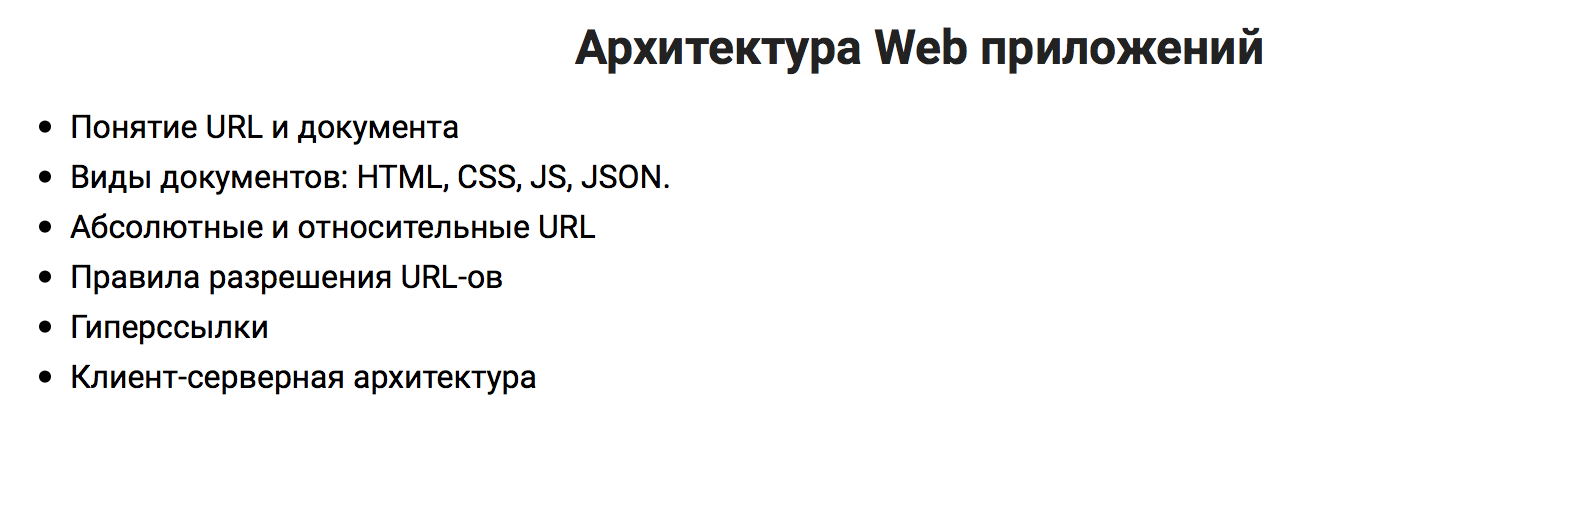 Архитектура Web приложений
• Понятие URL и документа
• Виды документов: HTML, CSS, JS, JSON.
• Абсолютные и относительные URL
• Правила разрешения URL-ов
• Гиперссылки
• Клиент-серверная архитектура